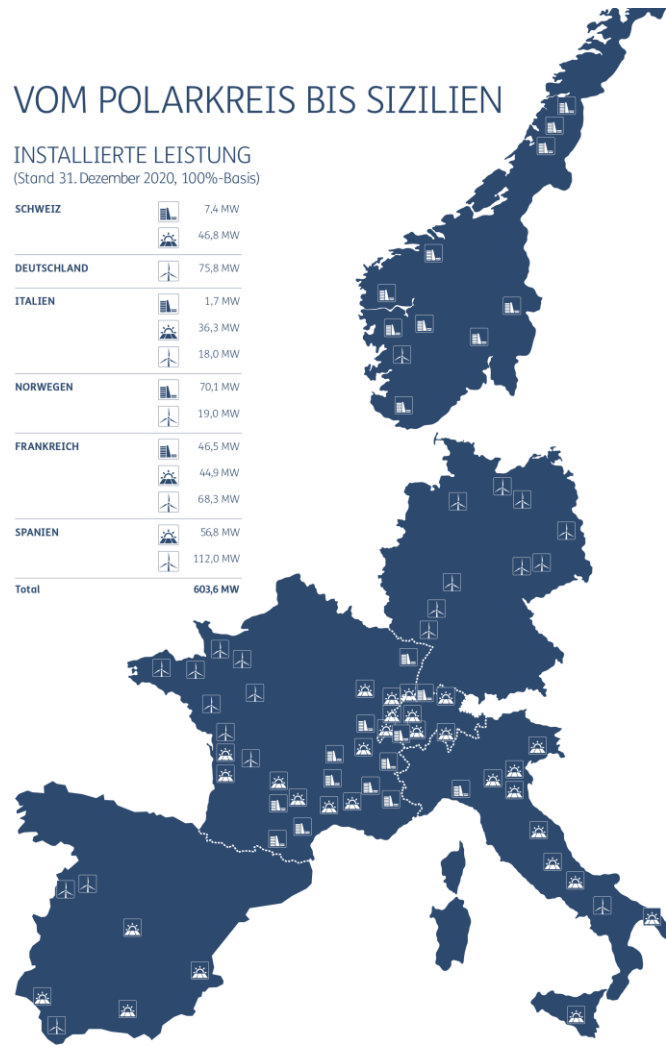 VOM POLARKREIS BIS SIZILIEN
INSTALLIERTE LEISTUNG
(Stand 31. Dezember 2020, 100%-Basis)
SCHWEIZ 7,4 MW
46,8 MW
DEUTSCHLAND 75,8 MW
ITALIEN 1,7 MW
36,3 MW
18,0 MW
NORWEGEN 70,1 MW
19,0 MW
FRANKREICH 46,5 MW
44,9 MW
68,3 MW
SPANIEN 56,8 MW
112,0 MW
Total 603,6 MW